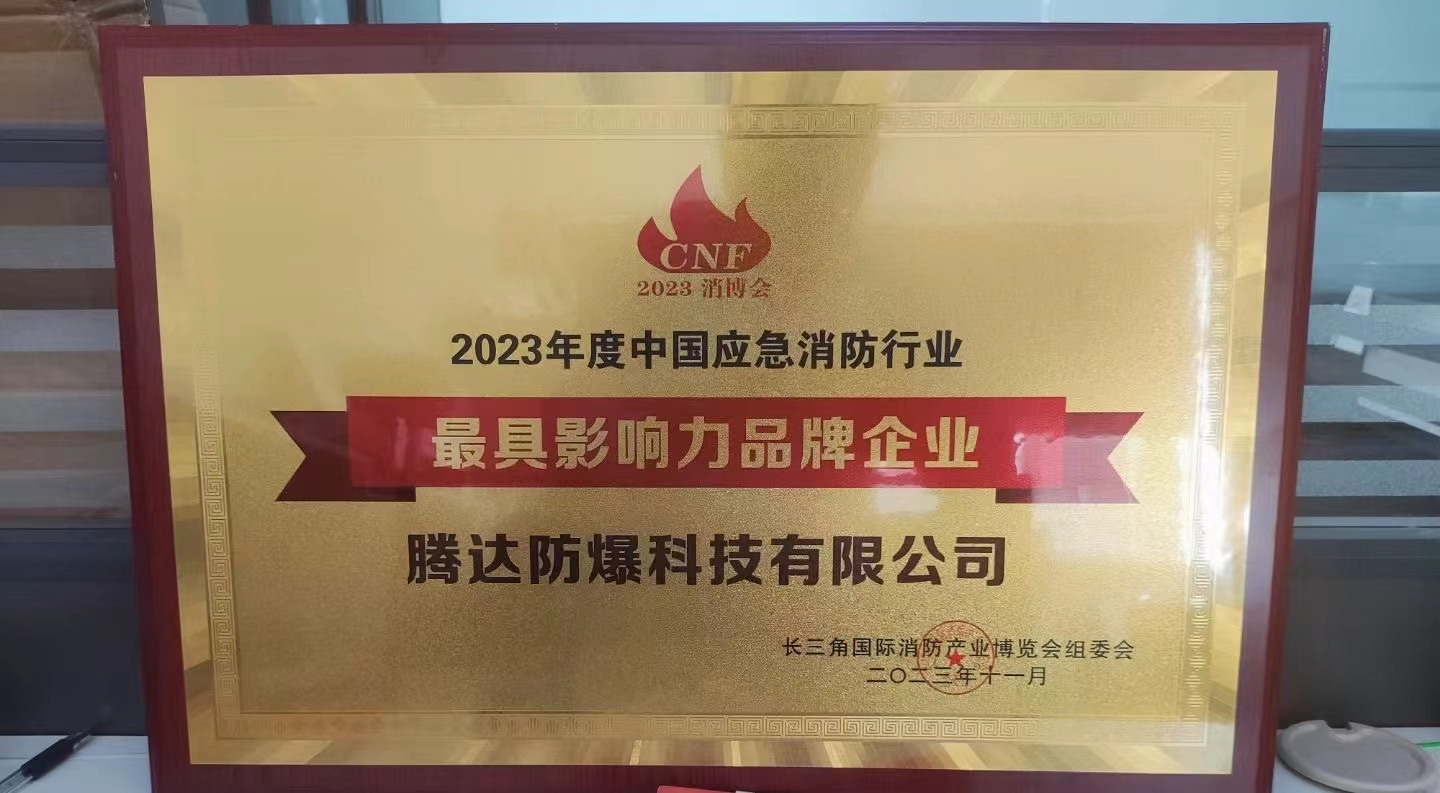 CNF
2023 消博会
2023年度中国应急消防行业
最具影响力品牌企业
腾达防爆科技有限公司
长三角国际消防产业博览会组委会
二〇二三年十一月